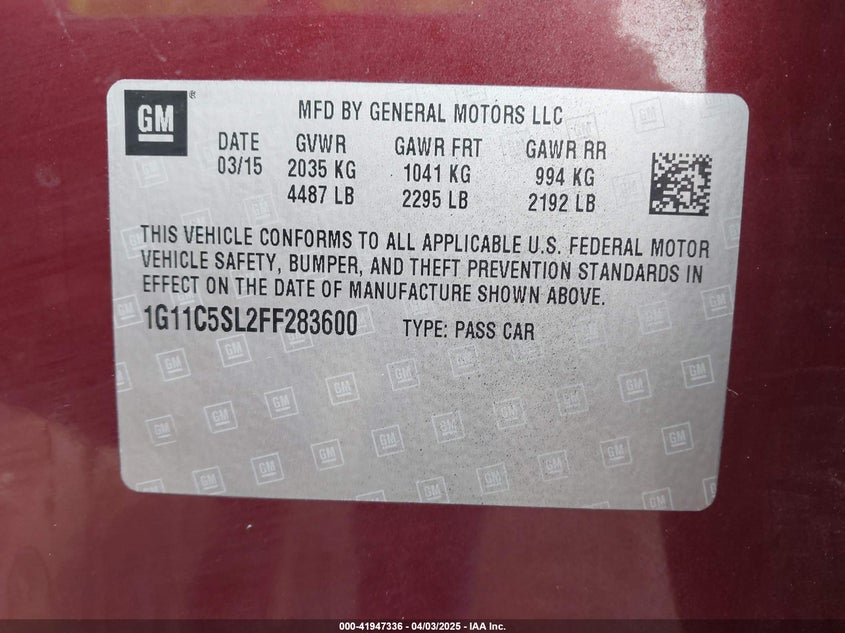 GM ®
MFD BY GENERAL MOTORS LLC
DATE GVWR GAWR FRT GAWR RR
03/15 2035 KG 1041 KG 994 KG
4487 LB 2295 LB 2192 LB
THIS VEHICLE CONFORMS TO ALL APPLICABLE U.S. FEDERAL MOTOR
VEHICLE SAFETY, BUMPER, AND THEFT PREVENTION STANDARDS IN
EFFECT ON THE DATE OF MANUFACTURE SHOWN ABOVE.
1G11C5SL2FF283600 TYPE: PASS CAR
000-41947336 - 04/03/2025 - IAA Inc.